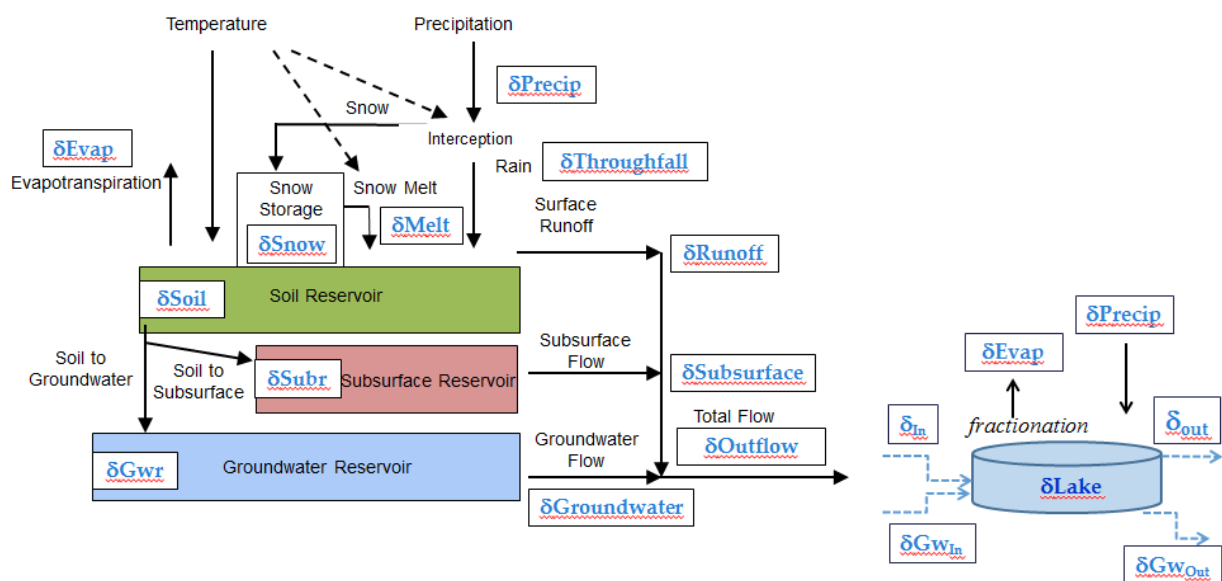 Temperature
Precipitation
δPrecip
Snow
Interception
δEvap
Evapotranspiration
Rain
δThroughfall
Snow
Storage
Snow Melt
δSnow
δMelt
Surface
Runoff
δRunoff
δSoil
Soil Reservoir
Soil to
Groundwater
Soil to
Subsurface
δSubr
Subsurface Reservoir
Subsurface
Flow
δSubsurface
δGwr
Groundwater Reservoir
Groundwater
Flow
δGroundwater
Total Flow
δOutflow
δPrecip
δEvap
fractionation
δIn
δout
δLake
δGwIn
δGwOut